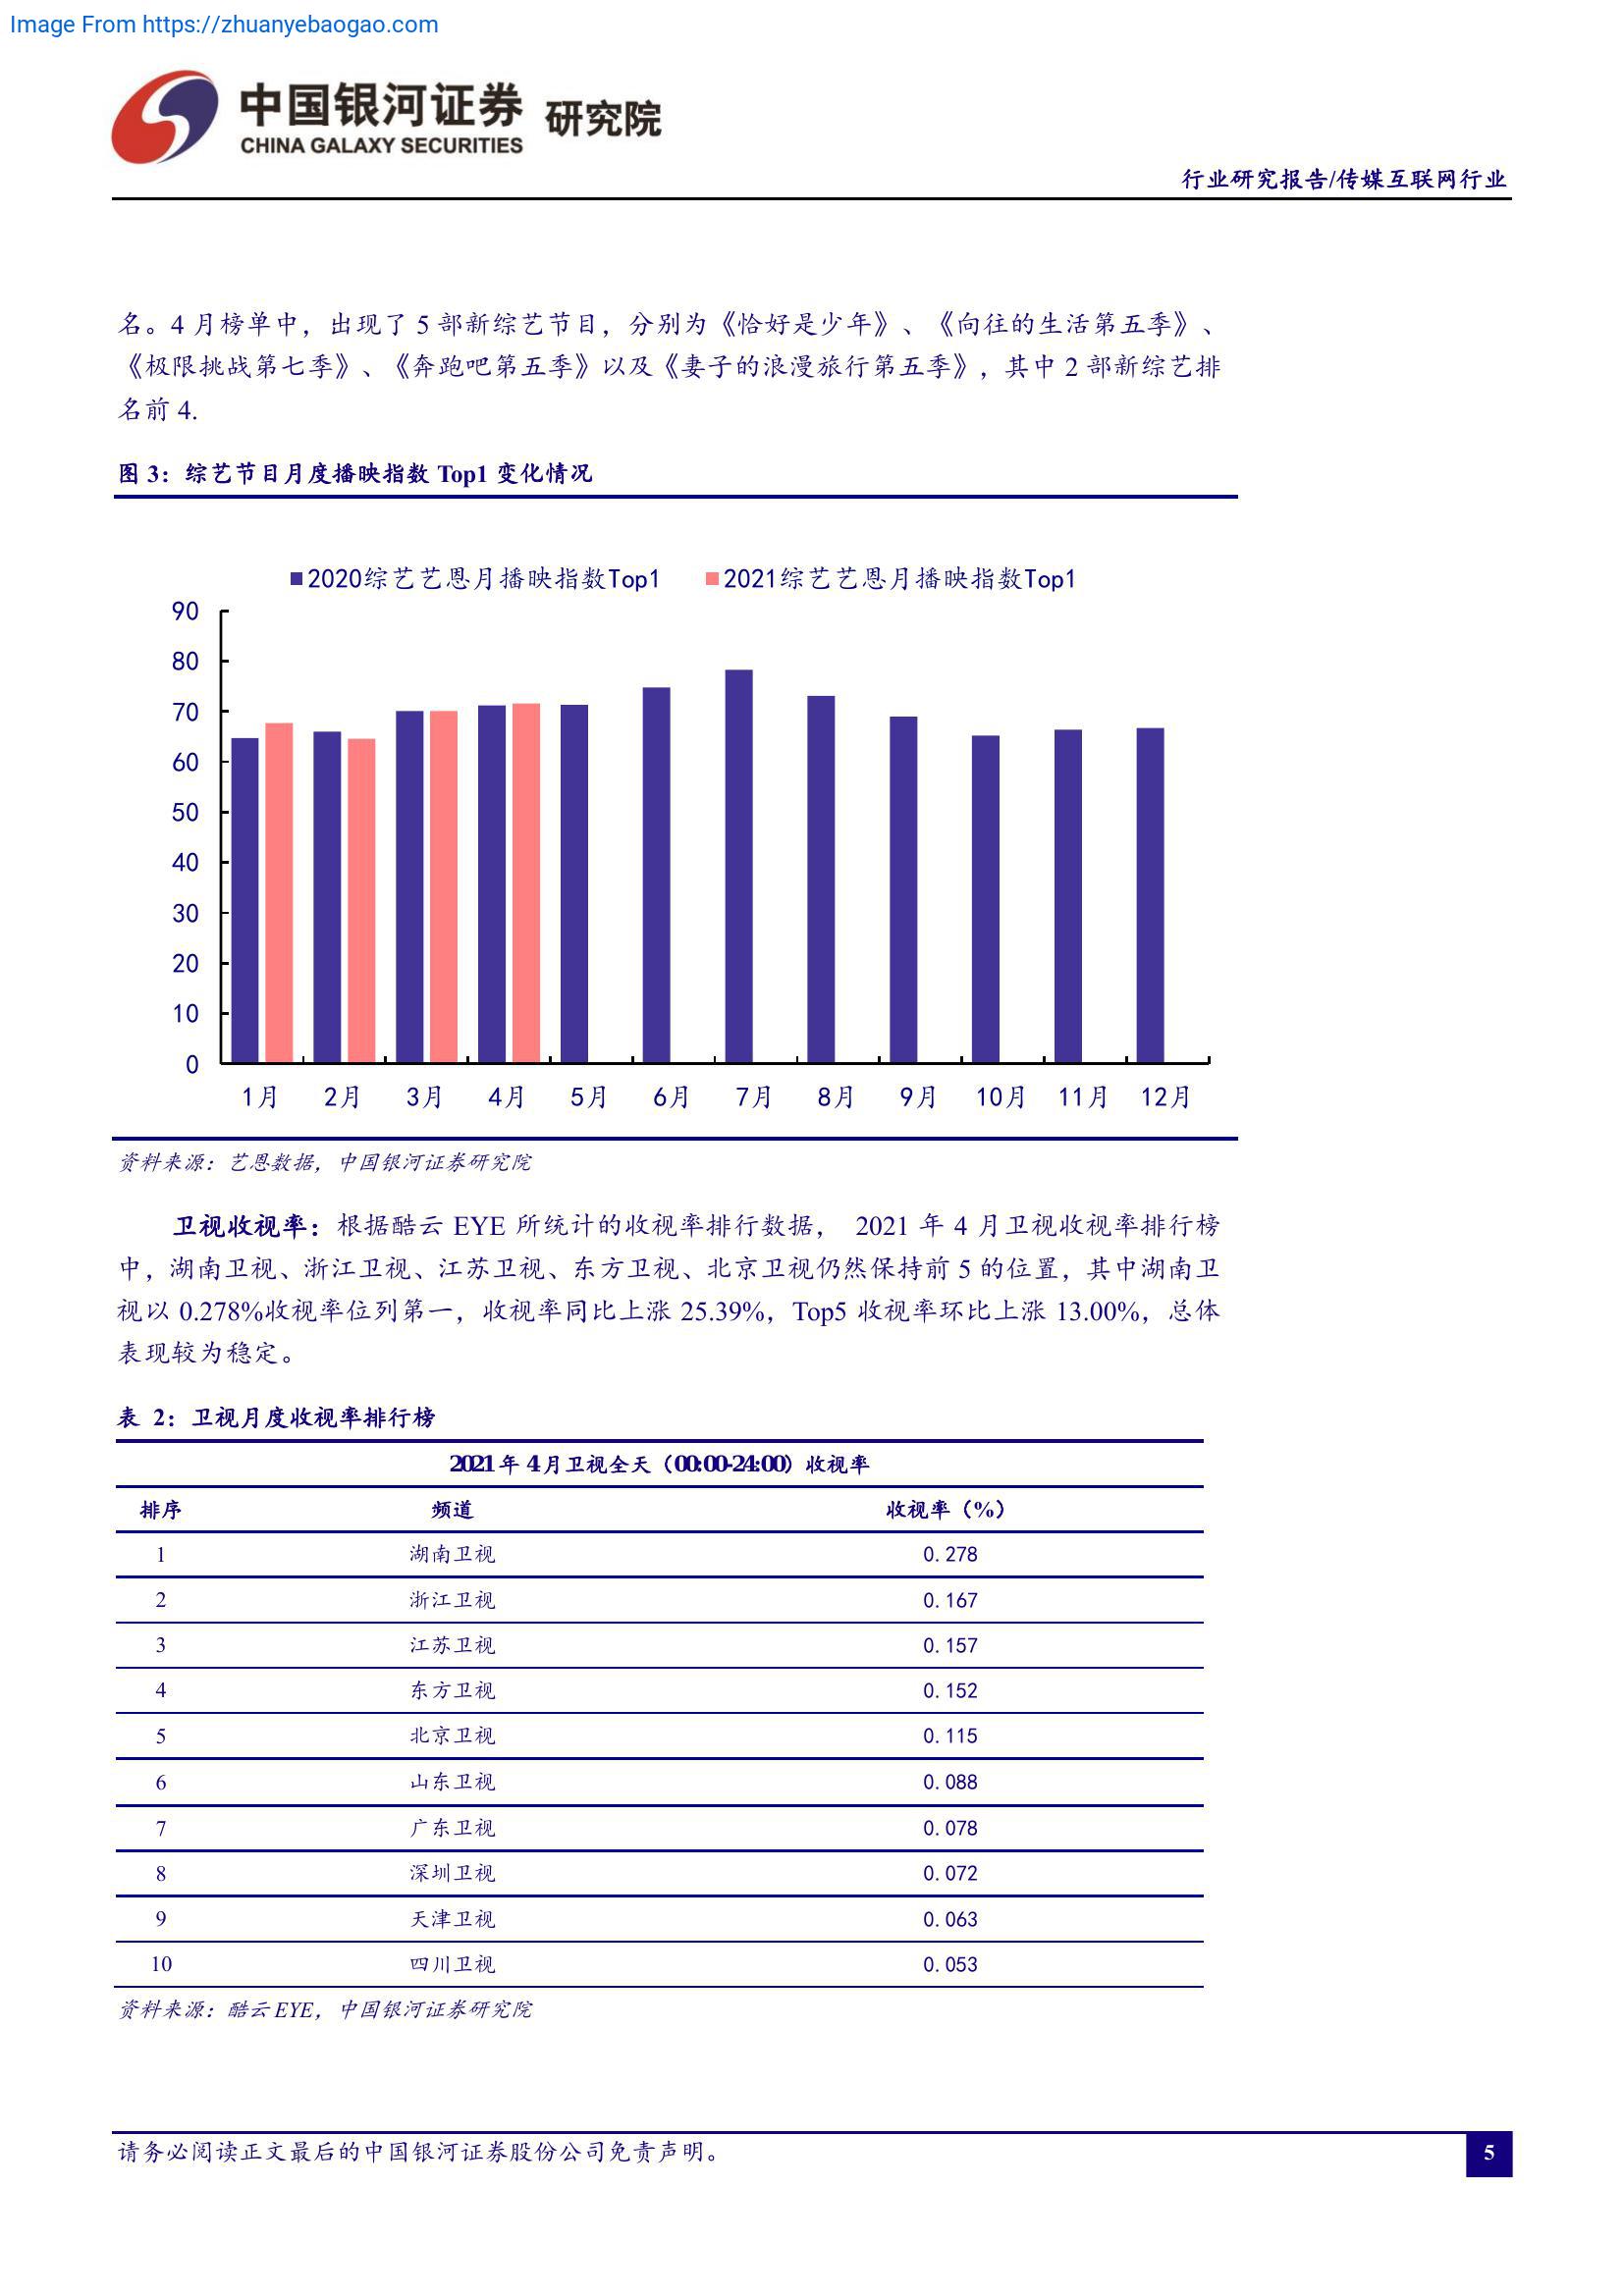 Image From https://zhuanyebaogao.com
中国银河证券 研究院
CHINA GALAXY SECURITIES
行业研究报告/传媒互联网行业
名。4 月榜单中，出现了 5 部新综艺节目，分别为《恰好是少年》、《向往的生活第五季》、
《极限挑战第七季》、《奔跑吧第五季》以及《妻子的浪漫旅行第五季》，其中 2 部新综艺排
名前 4.
图 3：综艺节目月度播映指数 Top1 变化情况
2020综艺艺恩月播映指数Top1 2021综艺艺恩月播映指数Top1
90
80
70
60
50
40
30
20
10
0
1月 2月 3月 4月 5月 6月 7月 8月 9月 10月 11月 12月
资料来源：艺恩数据，中国银河证券研究院
卫视收视率：根据酷云 EYE 所统计的收视率排行数据， 2021 年 4 月卫视收视率排行榜
中，湖南卫视、浙江卫视、江苏卫视、东方卫视、北京卫视仍然保持前 5 的位置，其中湖南卫
视以 0.278%收视率位列第一，收视率同比上涨 25.39%，Top5 收视率环比上涨 13.00%，总体
表现较为稳定。
表 2：卫视月度收视率排行榜
2021 年 4 月卫视全天（00:00-24:00）收视率
排序 频道 收视率（%）
1 湖南卫视 0.278
2 浙江卫视 0.167
3 江苏卫视 0.157
4 东方卫视 0.152
5 北京卫视 0.115
6 山东卫视 0.088
7 广东卫视 0.078
8 深圳卫视 0.072
9 天津卫视 0.063
10 四川卫视 0.053
资料来源：酷云 EYE，中国银河证券研究院
请务必阅读正文最后的中国银河证券股份公司免责声明。
5